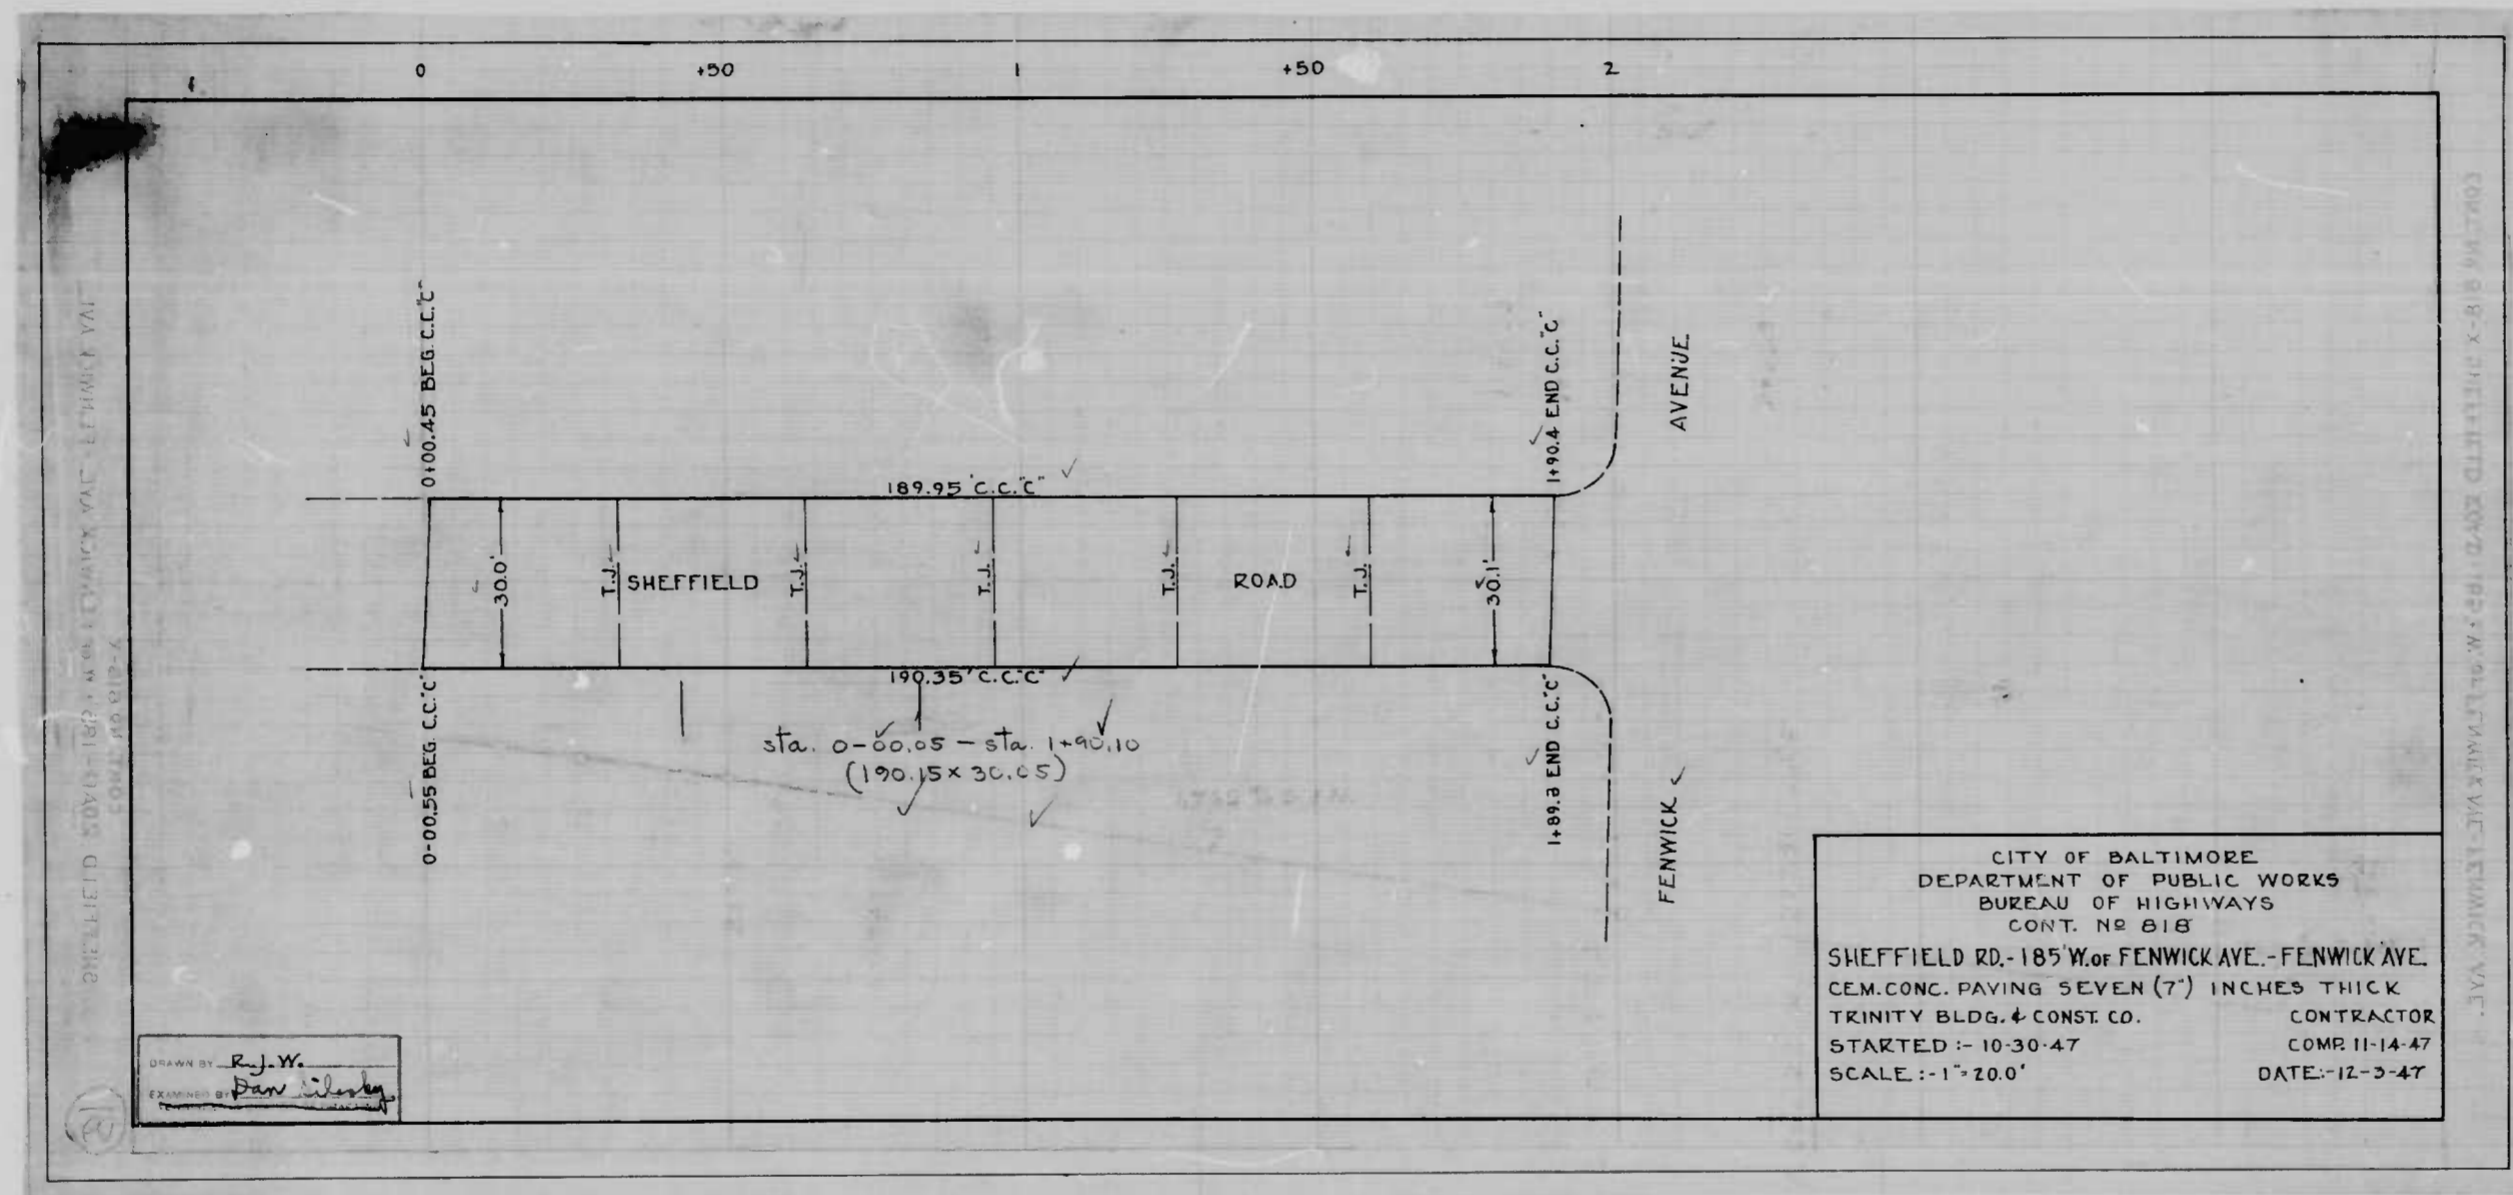 0 +50 1 +50 2
0+00.45 BEG. C.C."C"
1+90.4 END C.C."C"
AVENUE
189.95' C.C."C"
30.0'
T.J.
SHEFFIELD
T.J.
T.J.
T.J.
ROAD
T.J.
30.1'
190.35' C.C."C"
0-00.55 BEG. C.C."C"
sta. 0-00.05 - sta. 1+90.10
(190.15 x 30.05)
1+89.8 END C.C."C"
FENWICK
CITY OF BALTIMORE
DEPARTMENT OF PUBLIC WORKS
BUREAU OF HIGHWAYS
CONT. Nº 818
SHEFFIELD RD.- 185' W. OF FENWICK AVE.- FENWICK AVE.
CEM. CONC. PAVING SEVEN (7") INCHES THICK
TRINITY BLDG. & CONST. CO. CONTRACTOR
STARTED :- 10-30-47 COMP. 11-14-47
SCALE :- 1" = 20.0' DATE:- 12-3-47
DRAWN BY R.J.W.
EXAMINED BY Dan